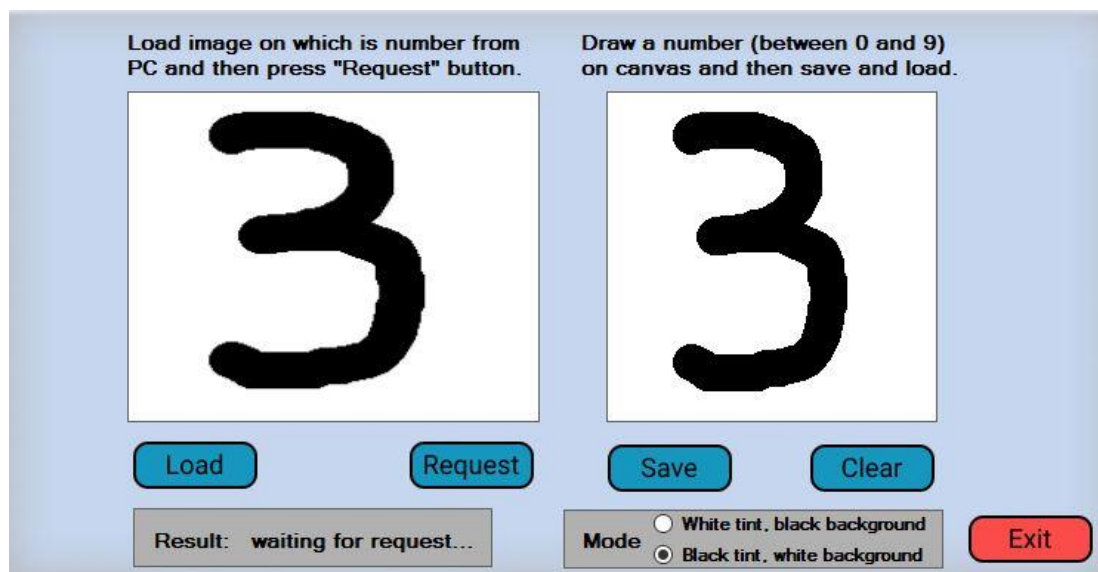 Load image on which is number from
PC and then press "Request" button.
Draw a number (between 0 and 9)
on canvas and then save and load.
3
3
Load
Request
Save
Clear
Result: waiting for request...
Mode
White tint, black background
Black tint, white background
Exit